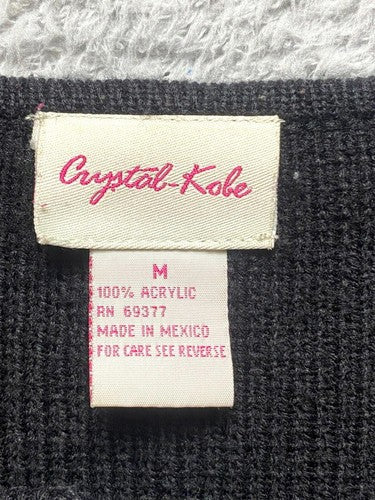 Crystal-Kobe
M
100% ACRYLIC
RN 69377
MADE IN MEXICO
FOR CARE SEE REVERSE